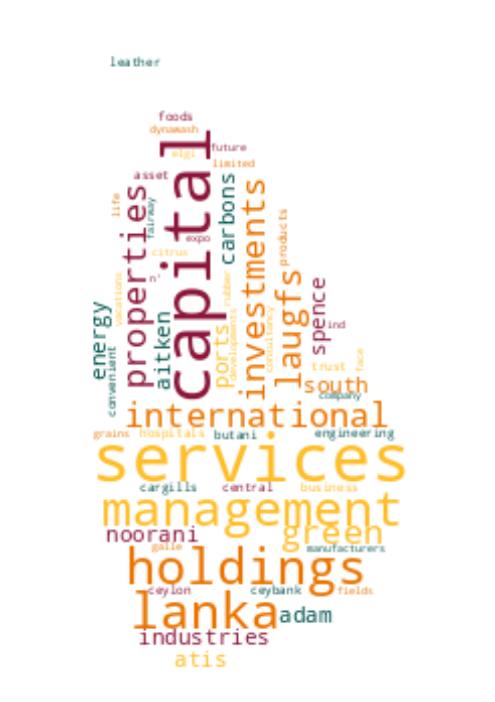 leather
foods
dynawash
capital
elgi
future
limited
asset
carbons
investments
properties
life
fairway
products
expo
citrus
laugfs
n'
vacations
rubber
spence
energy
aitken
ports
developments
consultancy
ind
convenient
trust
face
south
company
international
grains
hospitals
butani
engineering
services
cargills
central
business
management
green
noorani
galle
manufacturers
holdings
ceylon
ceybank
fields
lanka
adam
industries
atis